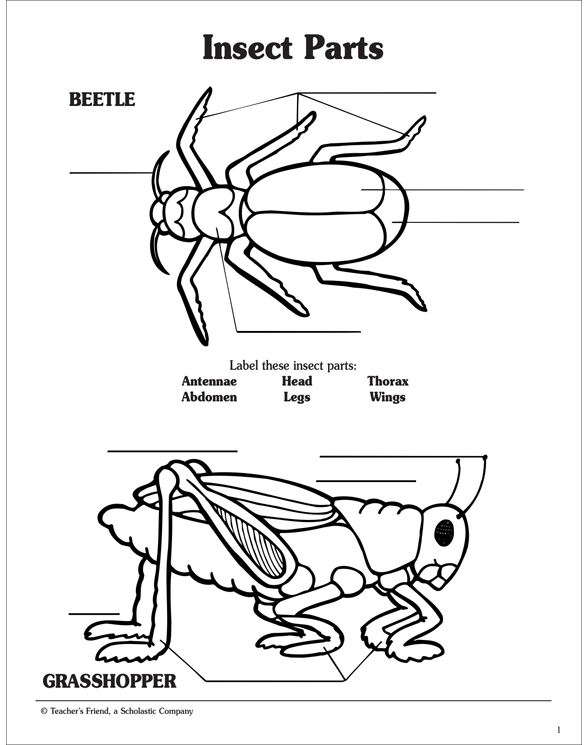 Insect Parts
BEETLE
Label these insect parts:
Antennae Head Thorax
Abdomen Legs Wings
GRASSHOPPER
© Teacher's Friend, a Scholastic Company
1